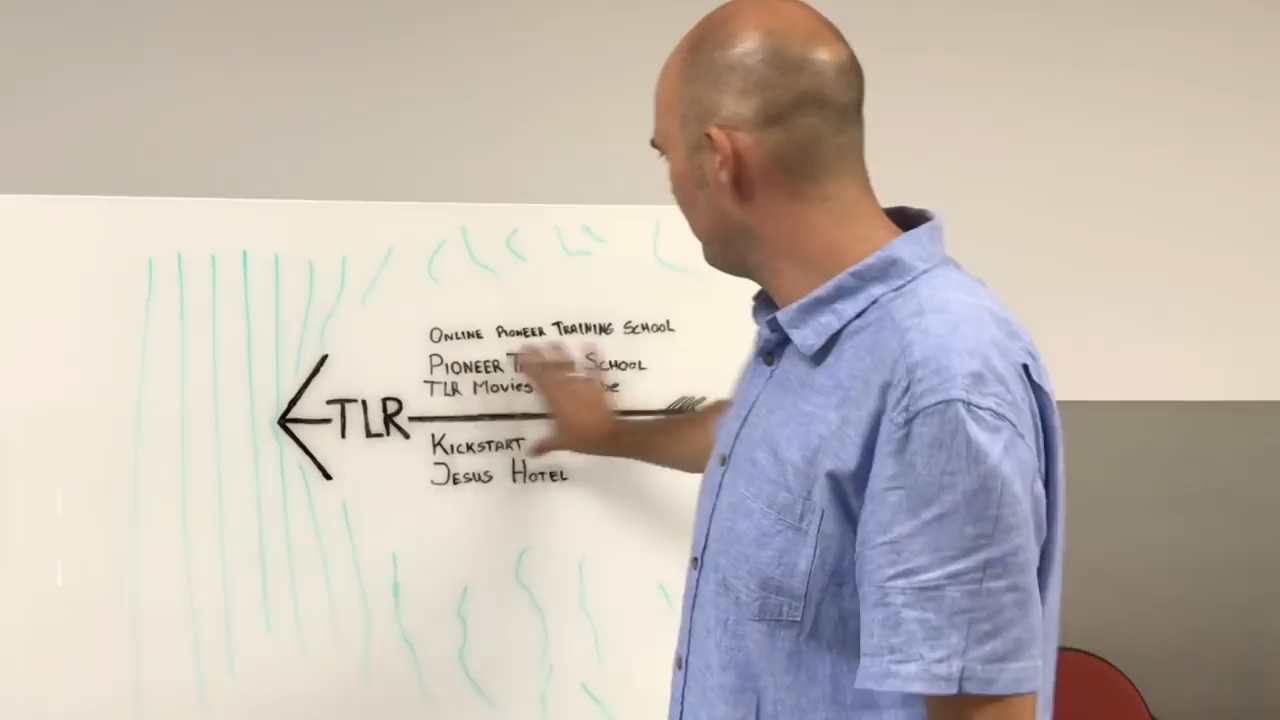 Online Pioneer Training School
Pioneer School
TLR Movies
TLR
Kickstart
Jesus Hotel